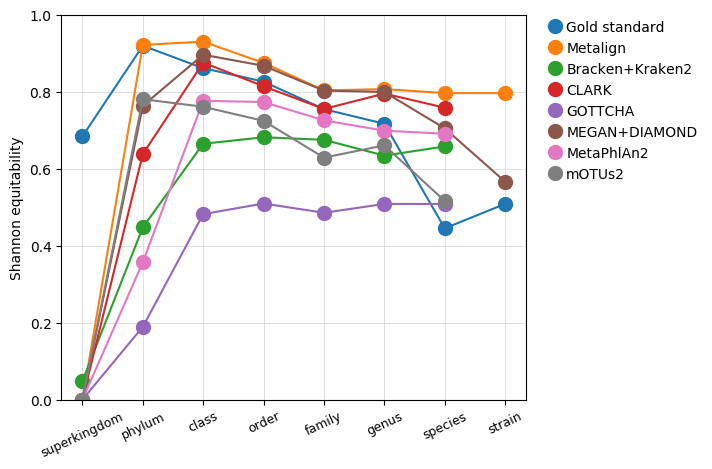 Shannon equitability
1.0
0.8
0.6
0.4
0.2
0.0
superkingdom
phylum
class
order
family
genus
species
strain
Gold standard
Metalign
Bracken+Kraken2
CLARK
GOTTCHA
MEGAN+DIAMOND
MetaPhlAn2
mOTUs2